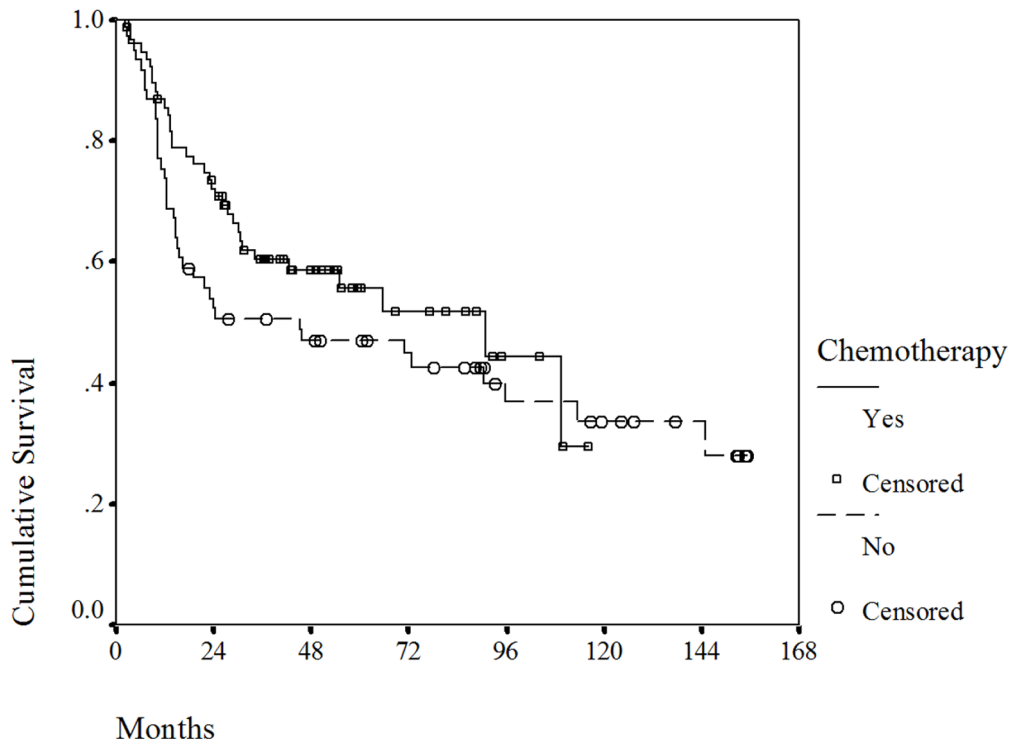 1.0
.8
.6
.4
.2
0.0
Cumulative Survival
0 24 48 72 96 120 144 168
Months
Chemotherapy
Yes
Censored
No
Censored